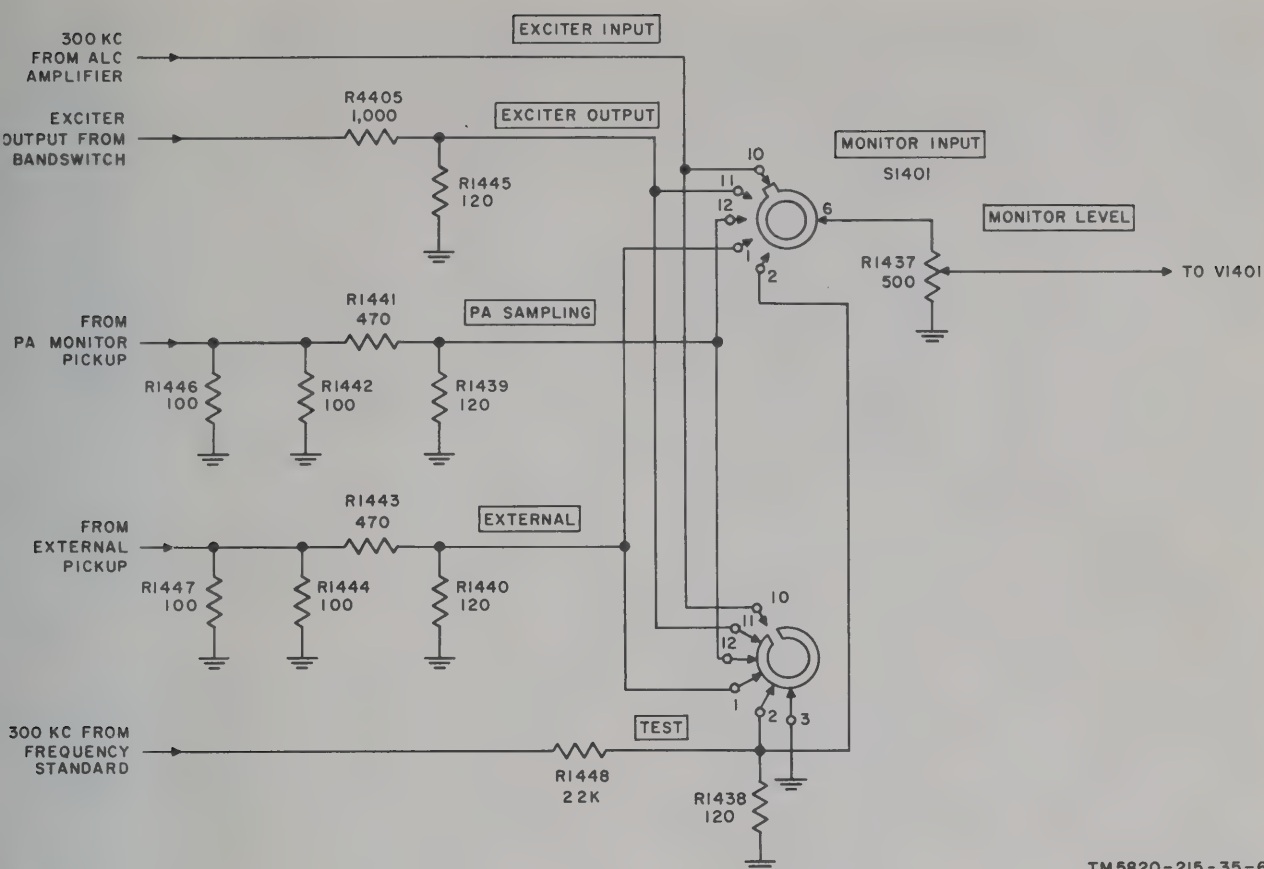 300 KC
FROM ALC
AMPLIFIER
EXCITER INPUT
EXCITER
OUTPUT FROM
BANDSWITCH
R4405
1,000
EXCITER OUTPUT
R1445
120
MONITOR INPUT
S1401
10
11
12
1
2
6
MONITOR LEVEL
R1437
500
TO V1401
FROM
PA MONITOR
PICKUP
R1441
470
PA SAMPLING
R1446
100
R1442
100
R1439
120
FROM
EXTERNAL
PICKUP
R1443
470
EXTERNAL
R1447
100
R1444
100
R1440
120
10
11
12
1
2
3
300 KC FROM
FREQUENCY
STANDARD
TEST
R1448
22K
R1438
120
TM5820-215-35-6